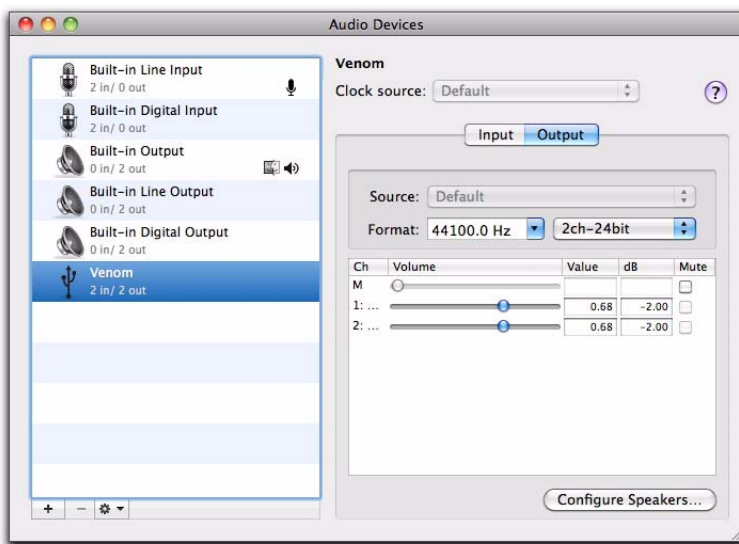 Audio Devices
Built-in Line Input
2 in/ 0 out
Built-in Digital Input
2 in/ 0 out
Built-in Output
0 in/ 2 out
Built-in Line Output
0 in/ 2 out
Built-in Digital Output
0 in/ 2 out
Venom
2 in/ 2 out
+ −
Venom
Clock source: Default
?
Input Output
Source: Default
Format: 44100.0 Hz 2ch-24bit
Ch Volume Value dB Mute
M
1: ... 0.68 -2.00
2: ... 0.68 -2.00
Configure Speakers...